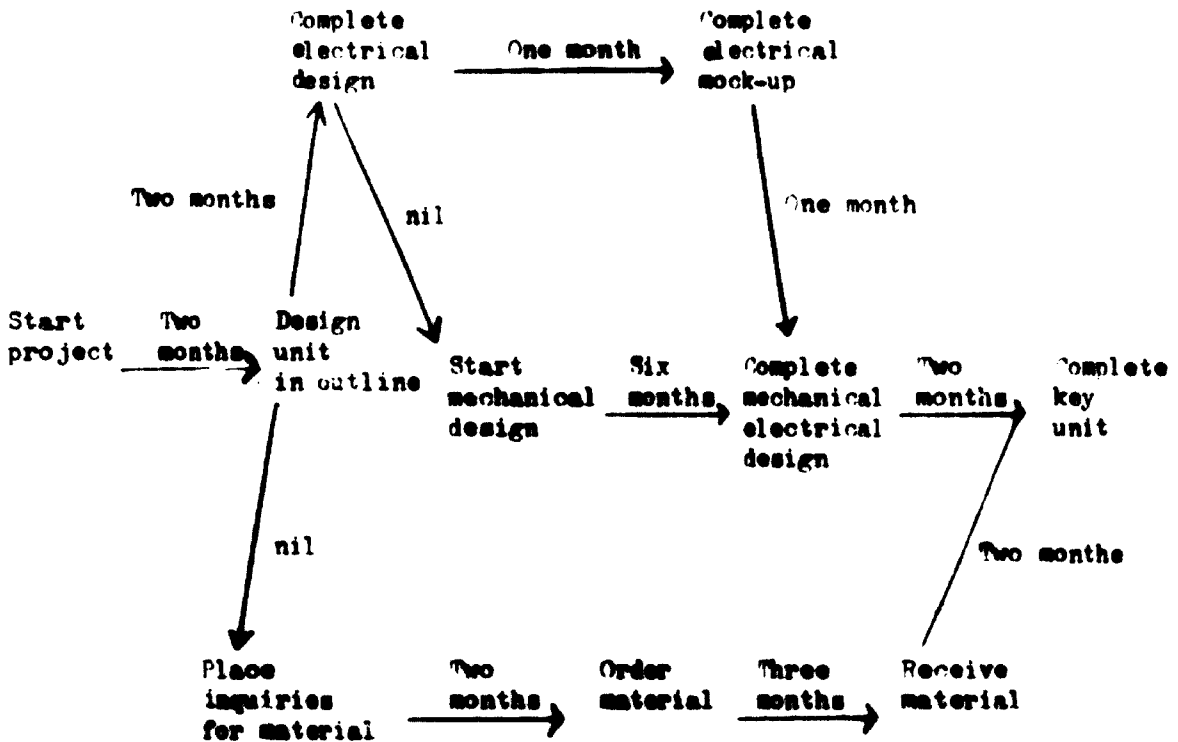 Complete
electrical
design
One month
Complete
electrical
mock-up
Two months
nil
One month
Start
project
Two
months
Design
unit
in outline
Start
mechanical
design
Six
months
Complete
mechanical
electrical
design
Two
months
Complete
key
unit
nil
Two months
Place
inquiries
for material
Two
months
Order
material
Three
months
Receive
material